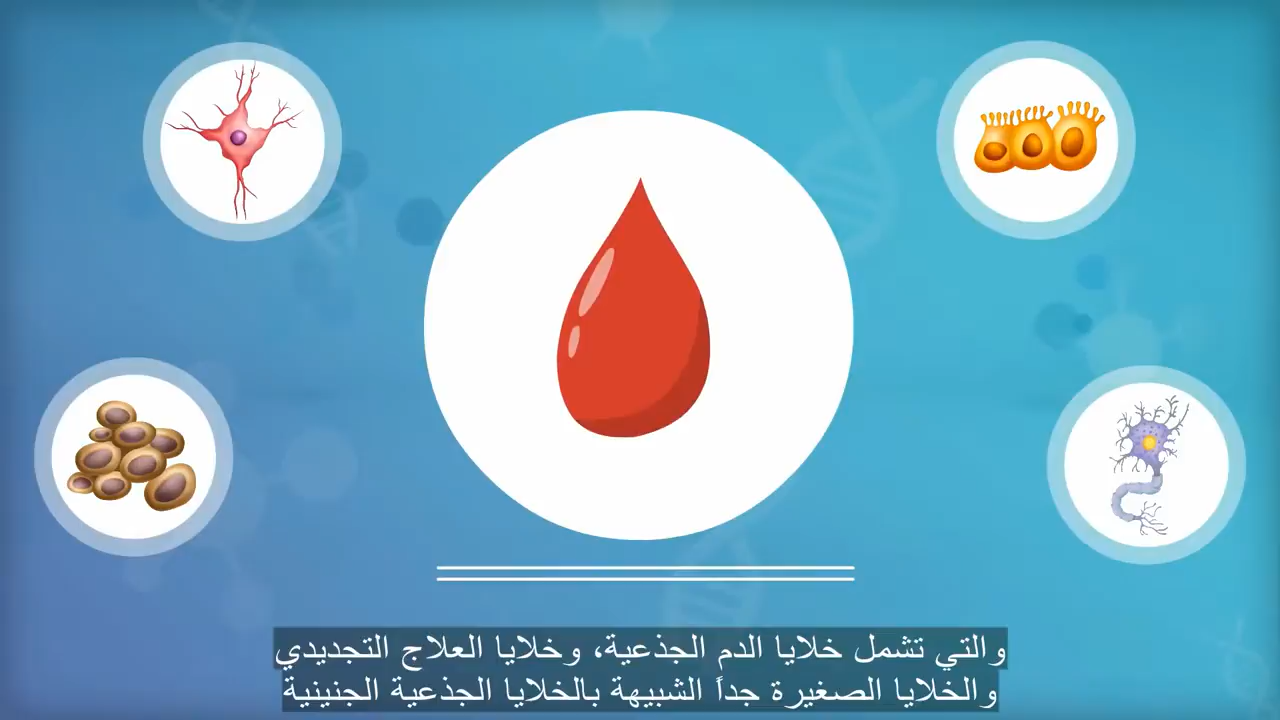 والتي تشمل خلايا الدم الجذعية، وخلايا العلاج التجديدي
والخلايا الصغيرة جداً الشبيهة بالخلايا الجذعية الجنينية